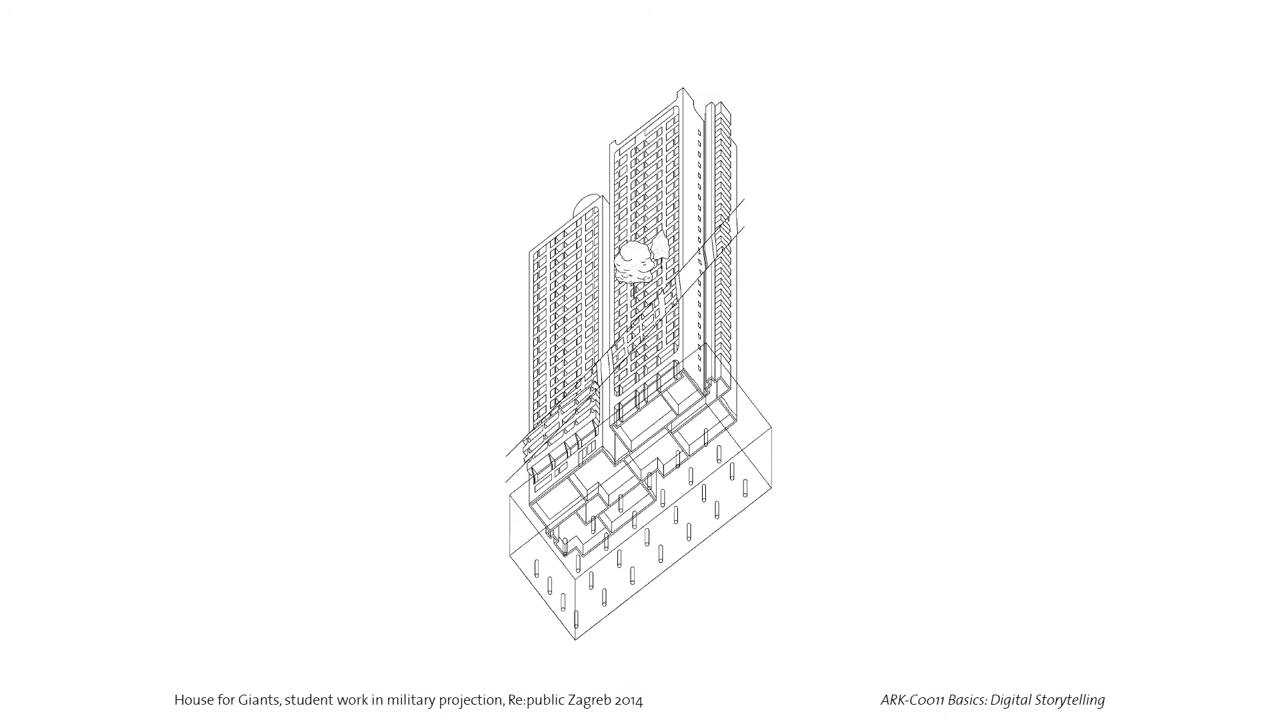 House for Giants, student work in military projection, Re:public Zagreb 2014
ARK-C0011 Basics: Digital Storytelling